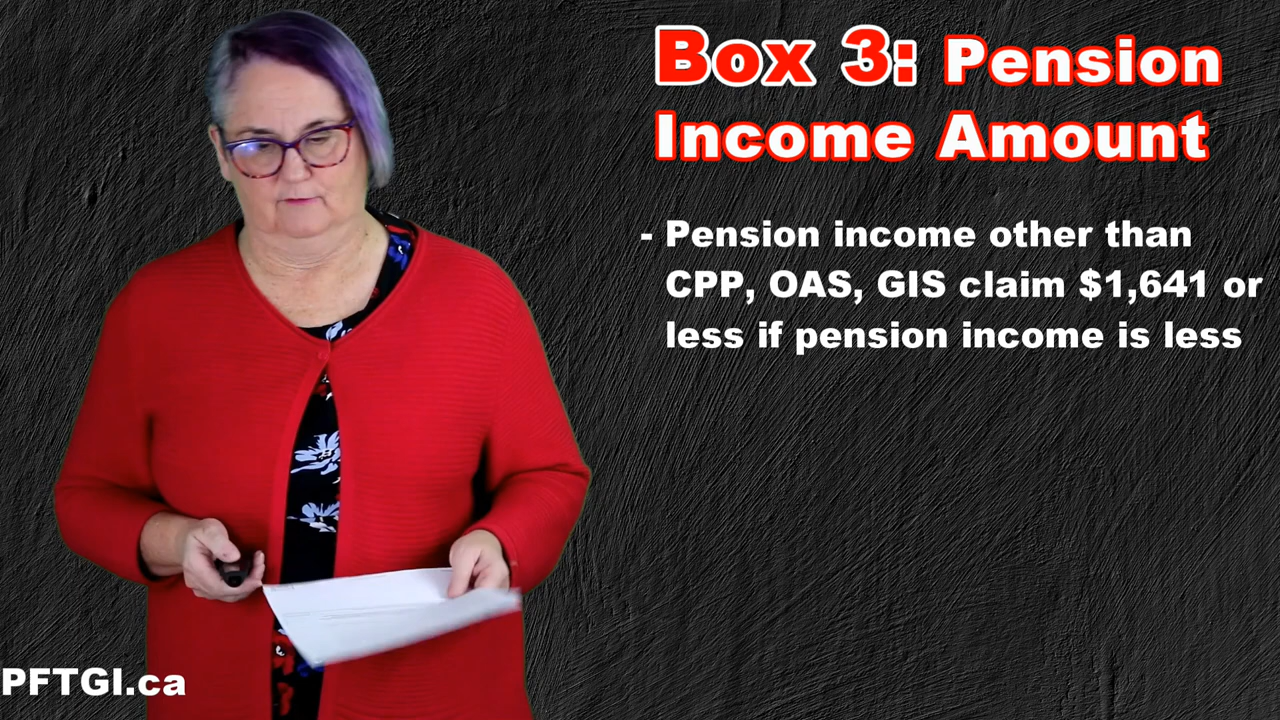 Box 3: Pension
Income Amount
- Pension income other than
CPP, OAS, GIS claim $1,641 or
less if pension income is less
PFTGI.ca